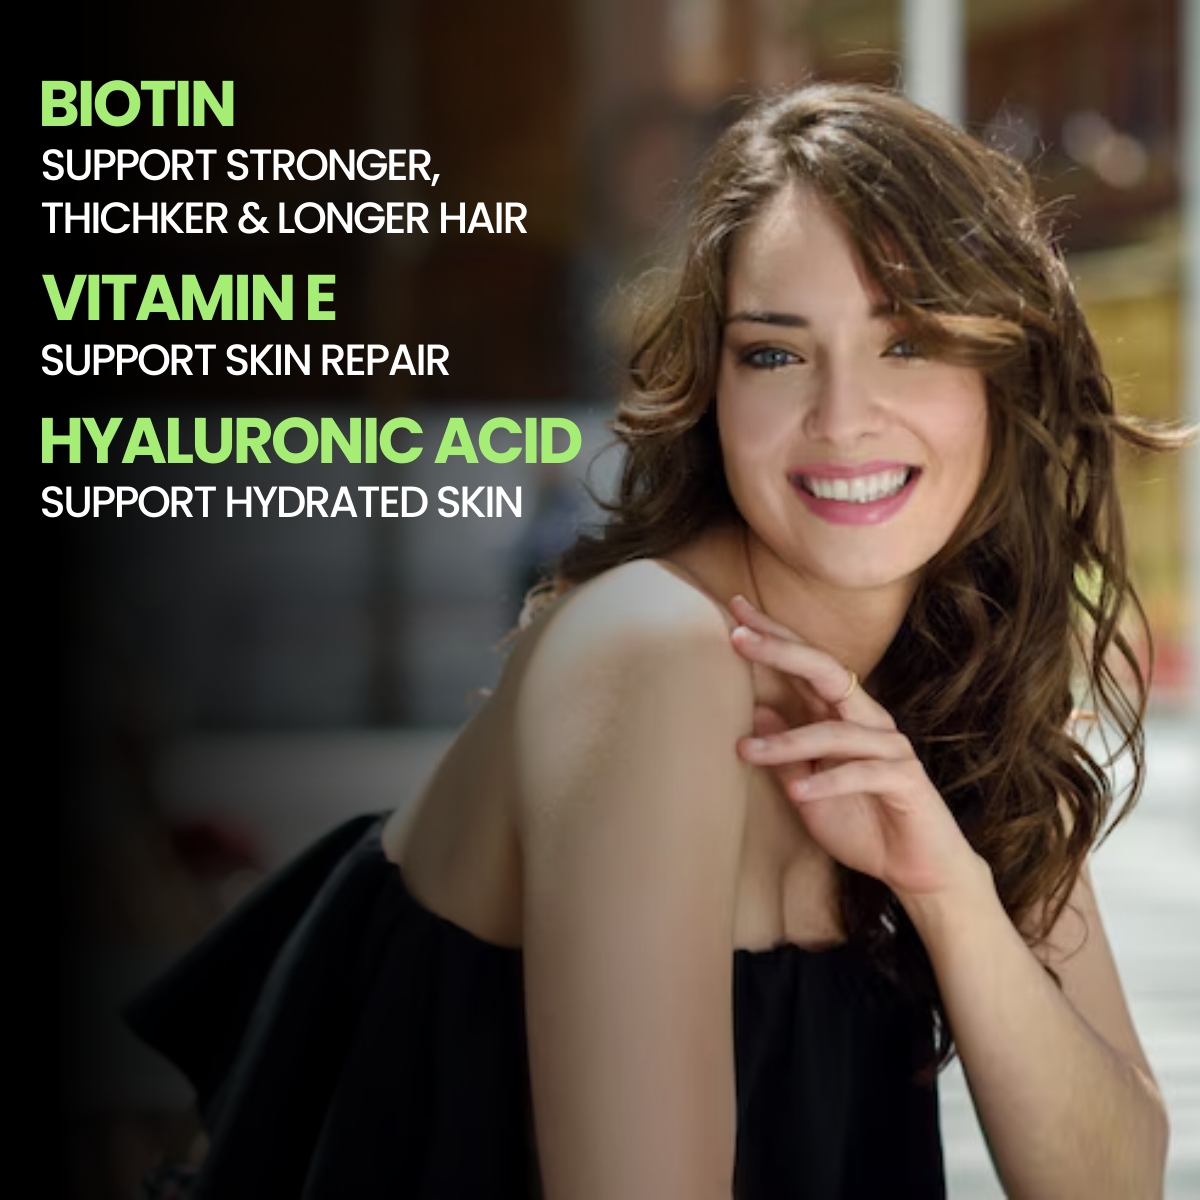 BIOTIN
SUPPORT STRONGER,
THICHKER & LONGER HAIR
VITAMIN E
SUPPORT SKIN REPAIR
HYALURONIC ACID
SUPPORT HYDRATED SKIN